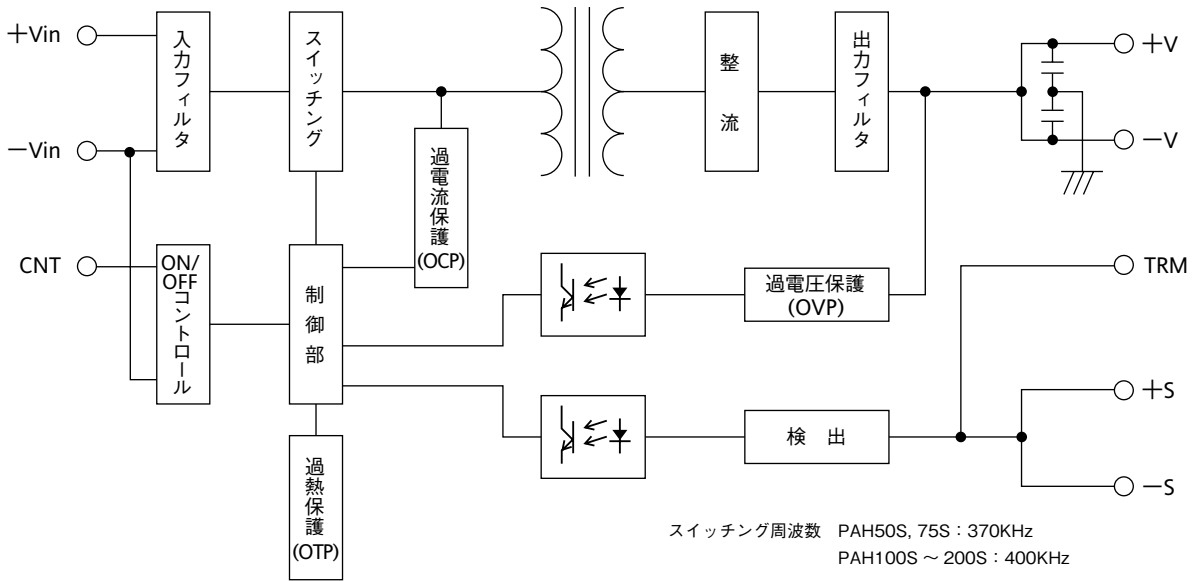 ＋Vin
入力フィルタ
スイッチング
整流
出力フィルタ
＋V
－Vin
過電流保護
(OCP)
－V
CNT
ON/
OFF
コントロール
制御部
過電圧保護
(OVP)
TRM
＋S
検 出
過熱保護
(OTP)
－S
スイッチング周波数 PAH50S, 75S：370KHz
PAH100S ～ 200S：400KHz